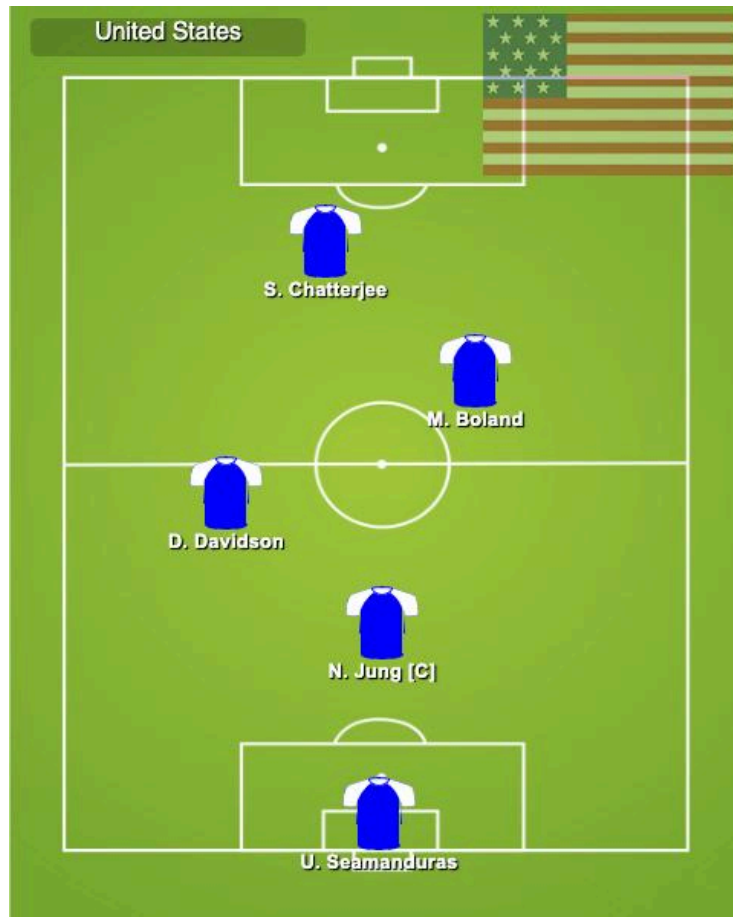 United States
S. Chatterjee
M. Boland
D. Davidson
N. Jung [C]
U. Seamanduras